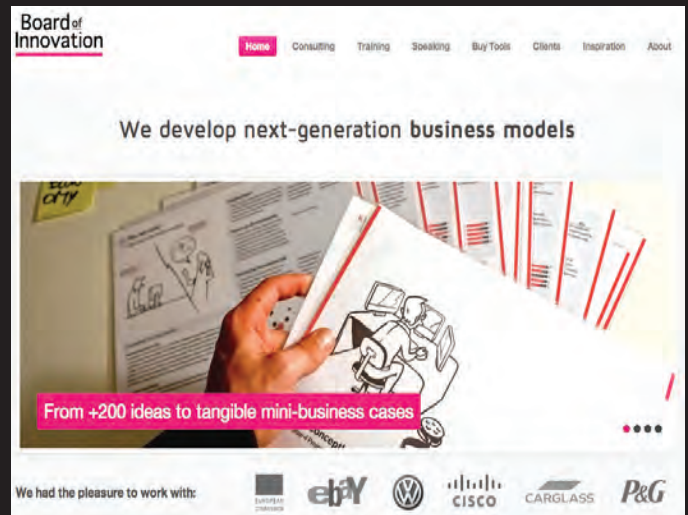 Board of
Innovation
Home Consulting Training Speaking Buy Tools Clients Inspiration About
We develop next-generation business models
From +200 ideas to tangible mini-business cases
We had the pleasure to work with:
ebay
CISCO
CARGLASS
P&G